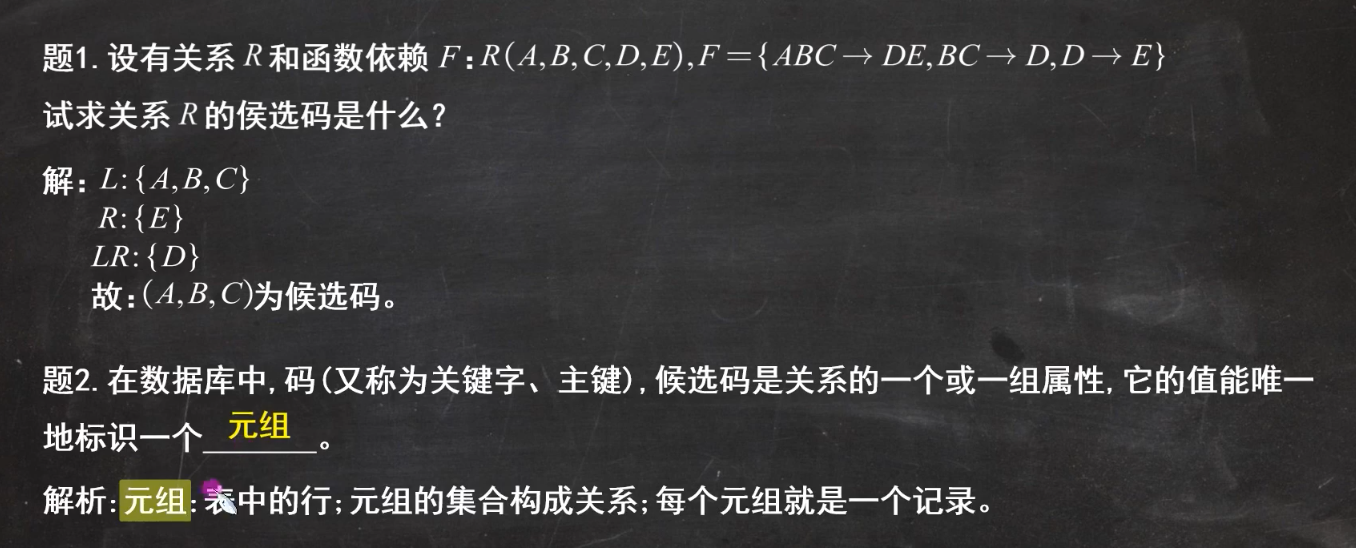 题1. 设有关系 R 和函数依赖 F:R(A,B,C,D,E),F={ABC→DE,BC→D,D→E}
试求关系 R 的候选码是什么?
解: L:{A,B,C}
R:{E}
LR:{D}
故:(A,B,C)为候选码。
题2. 在数据库中,码(又称为关键字、主键),候选码是关系的一个或一组属性,它的值能唯一
地标识一个 元组 。
解析:元组:表中的行;元组的集合构成关系;每个元组就是一个记录。